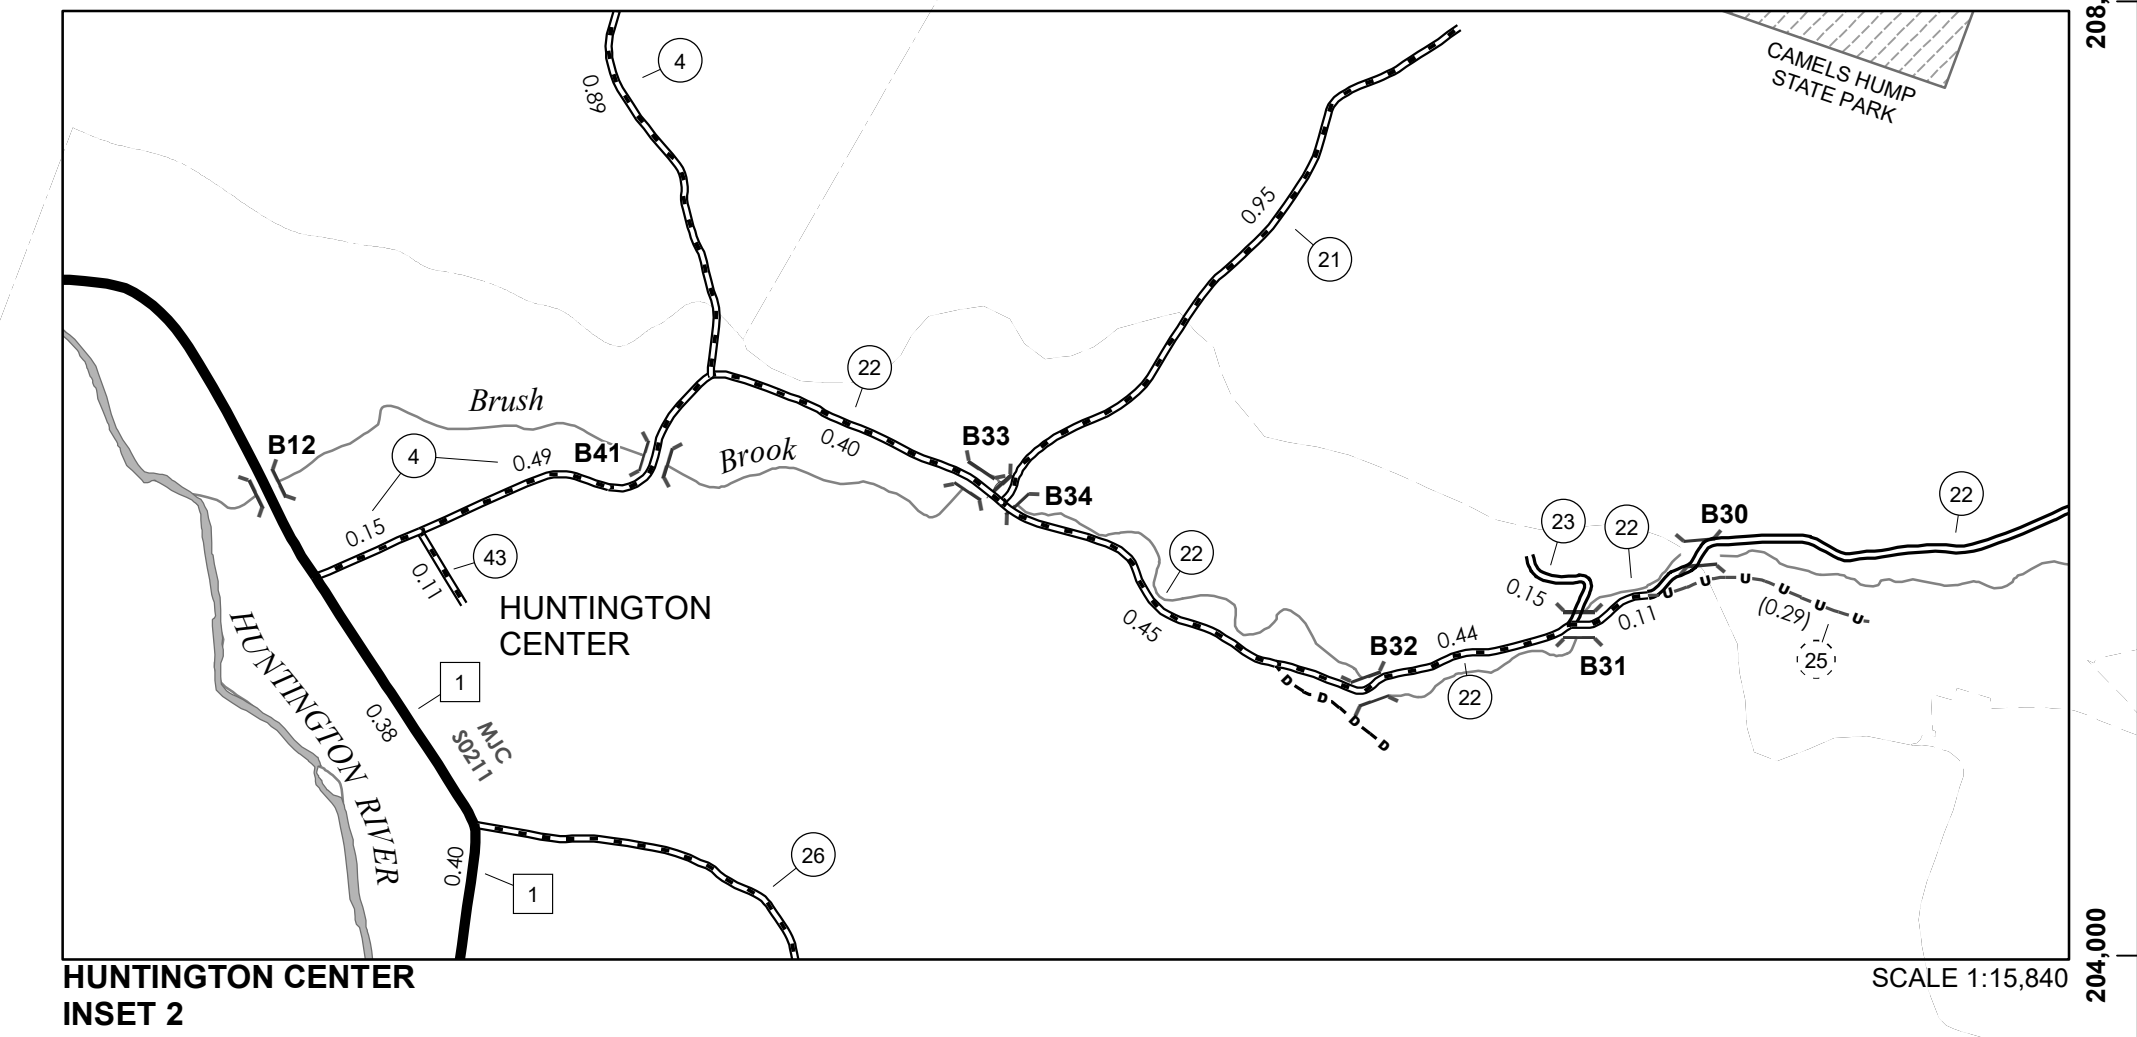 208,
CAMELS HUMP
STATE PARK
4
0.89
0.95
21
22
0.40
Brush
Brook
B12
4
0.49
B41
B33
B34
0.15
43
0.11
HUNTINGTON
CENTER
22
0.45
B32
0.44
22
23
22
0.15
0.11
B31
B30
22
U U U U U U
(0.29)
25
D D D D
HUNTINGTON RIVER
1
0.38
MJC
S0211
0.40
1
26
HUNTINGTON CENTER
INSET 2
SCALE 1:15,840
204,000